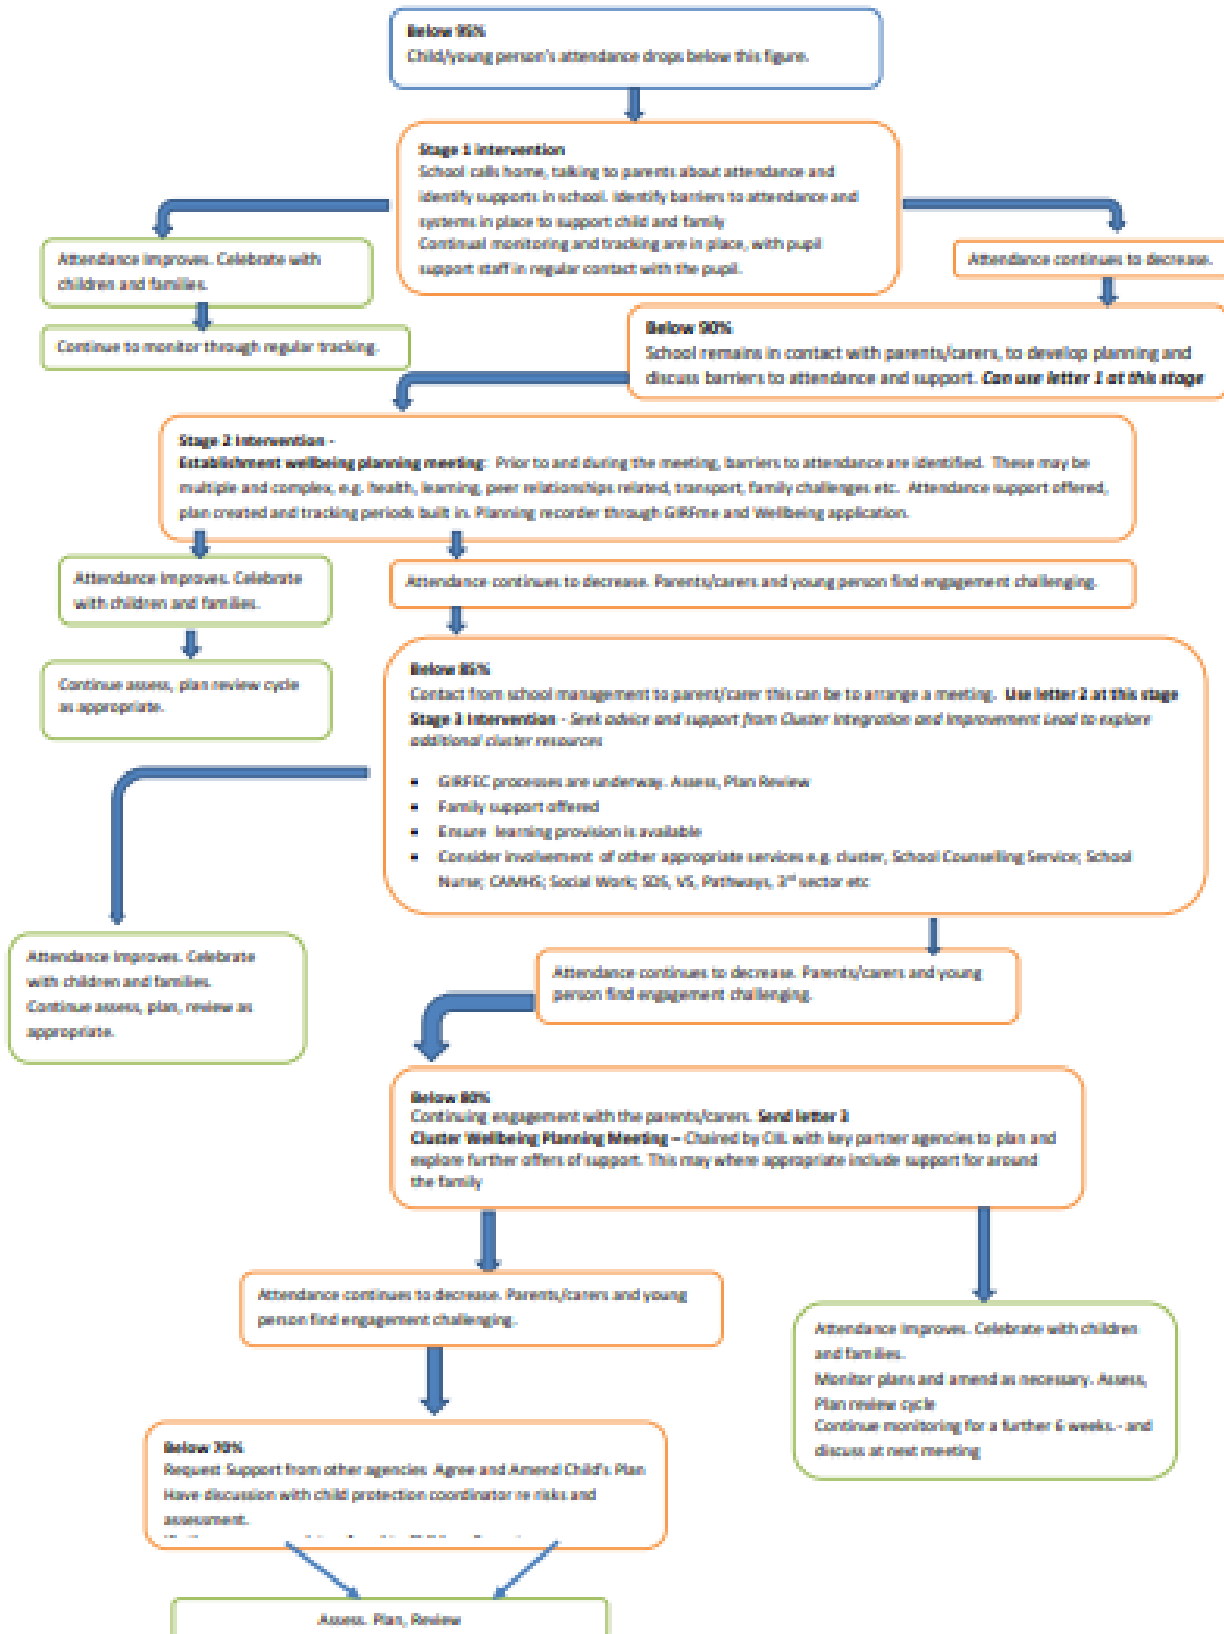 Below 95%
Child/young person's attendance drops below this figure.
Stage 1 intervention
School calls home, talking to parents about attendance and
identify supports in school. Identify barriers to attendance and
systems in place to support child and family
Continual monitoring and tracking are in place, with pupil
support staff in regular contact with the pupil.
Attendance improves. Celebrate with
children and families.
Attendance continues to decrease.
Continue to monitor through regular tracking.
Below 90%
School remains in contact with parents/carers, to develop planning and
discuss barriers to attendance and support. Can use letter 1 at this stage
Stage 2 intervention -
Establishment wellbeing planning meeting: Prior to and during the meeting, barriers to attendance are identified. These may be
multiple and complex, e.g. health, learning, peer relationships related, transport, family challenges etc. Attendance support offered,
plan created and tracking periods built in. Planning recorder through GIRFme and Wellbeing application.
Attendance improves. Celebrate
with children and families.
Attendance continues to decrease. Parents/carers and young person find engagement challenging.
Continue assess, plan review cycle
as appropriate.
Below 85%
Contact from school management to parent/carer this can be to arrange a meeting. Use letter 2 at this stage
Stage 3 intervention - Seek advice and support from Cluster Integration and Improvement Lead to explore
additional cluster resources
• GIRFEC processes are underway. Assess, Plan Review
• Family support offered
• Ensure learning provision is available
• Consider involvement of other appropriate services e.g. cluster, School Counselling Service; School
Nurse; CAMHS; Social Work; SDS, VS, Pathways, 3rd sector etc
Attendance improves. Celebrate
with children and families.
Continue assess, plan, review as
appropriate.
Attendance continues to decrease. Parents/carers and young
person find engagement challenging.
Below 80%
Continuing engagement with the parents/carers. Send letter 3
Cluster Wellbeing Planning Meeting – Chaired by CIIL with key partner agencies to plan and
explore further offers of support. This may where appropriate include support for around
the family
Attendance continues to decrease. Parents/carers and young
person find engagement challenging.
Attendance improves. Celebrate with children
and families.
Monitor plans and amend as necessary. Assess,
Plan review cycle
Continue monitoring for a further 6 weeks.- and
discuss at next meeting
Below 70%
Request Support from other agencies Agree and Amend Child's Plan
Have discussion with child protection coordinator re risks and
assessment.
Assess. Plan, Review